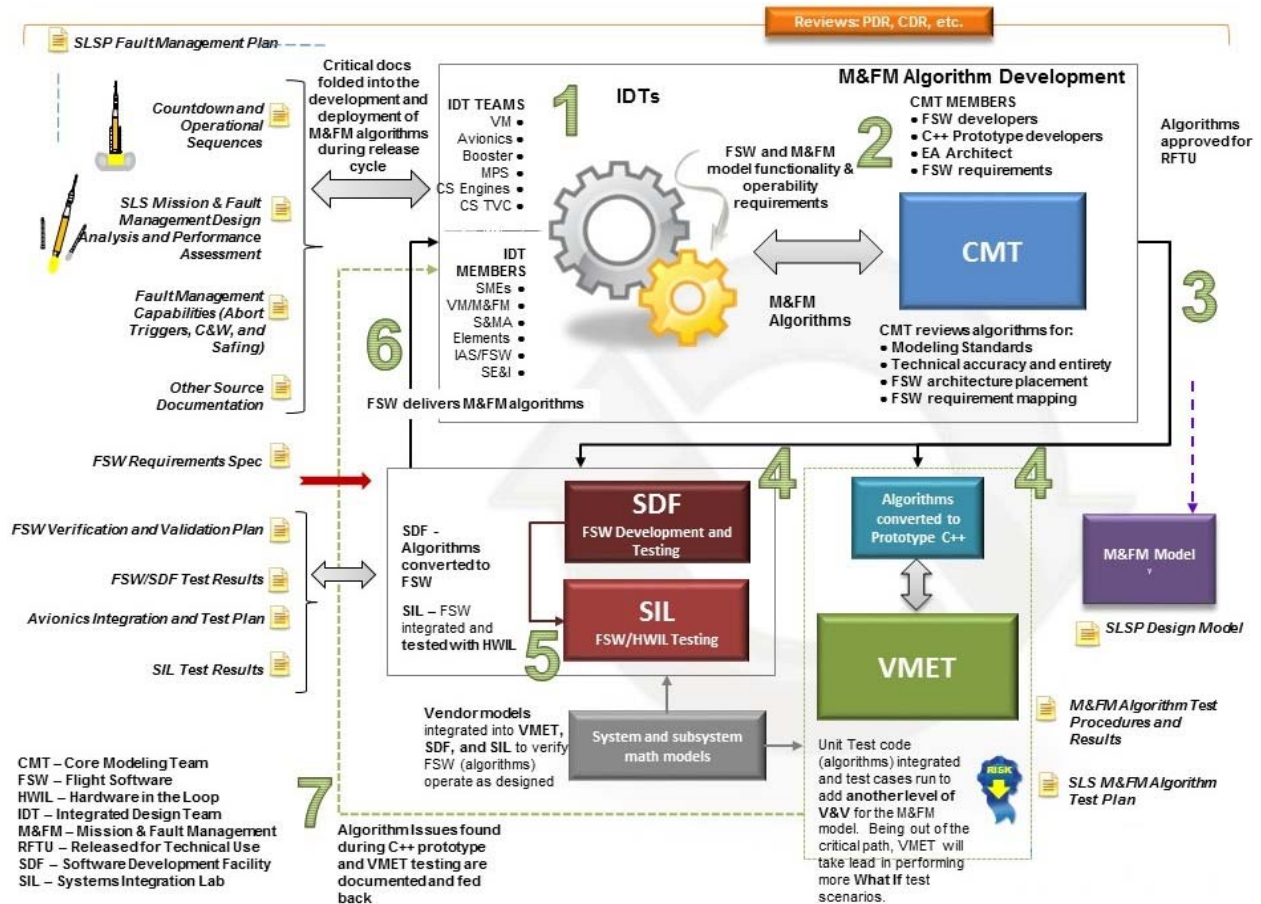 Reviews: PDR, CDR, etc.
SLSP Fault Management Plan
Countdown and
Operational
Sequences
SLS Mission & Fault
Management Design
Analysis and Performance
Assessment
Fault Management
Capabilities (Abort
Triggers, C&W, and
Safing)
Other Source
Documentation
FSW Requirements Spec
FSW Verification and Validation Plan
FSW/SDF Test Results
Avionics Integration and Test Plan
SIL Test Results
Critical docs
folded into the
development and
deployment of
M&FM algorithms
during release
cycle
1
IDTs
IDT TEAMS
VM •
Avionics •
Booster •
MPS •
CS Engines •
CS TVC •
IDT
MEMBERS
SMEs •
VM/M&FM •
S&MA •
Elements •
IAS/FSW •
SE&I •
FSW and M&FM
model functionality &
operability
requirements
M&FM
Algorithms
M&FM Algorithm Development
2
CMT MEMBERS
• FSW developers
• C++ Prototype developers
• EA Architect
• FSW requirements
CMT
CMT reviews algorithms for:
• Modeling Standards
• Technical accuracy and entirety
• FSW architecture placement
• FSW requirement mapping
Algorithms
approved for
RFTU
3
6
FSW delivers M&FM algorithms
4
SDF
FSW Development and
Testing
SDF -
Algorithms
converted to
FSW
SIL – FSW
integrated and
tested with HWIL
SIL
FSW/HWIL Testing
5
4
Algorithms
converted to
Prototype C++
VMET
M&FM Model
SLSP Design Model
Vendor models
integrated into VMET,
SDF, and SIL to verify
FSW (algorithms)
operate as designed
System and subsystem
math models
Unit Test code
(algorithms) integrated
and test cases run to
add another level of
V&V for the M&FM
model. Being out of the
critical path, VMET will
take lead in performing
more What If test
scenarios.
RISK
M&FM Algorithm Test
Procedures and
Results
SLS M&FM Algorithm
Test Plan
7
Algorithm Issues found
during C++ prototype
and VMET testing are
documented and fed
back
CMT – Core Modeling Team
FSW – Flight Software
HWIL – Hardware in the Loop
IDT – Integrated Design Team
M&FM – Mission & Fault Management
RFTU – Released for Technical Use
SDF – Software Development Facility
SIL – Systems Integration Lab